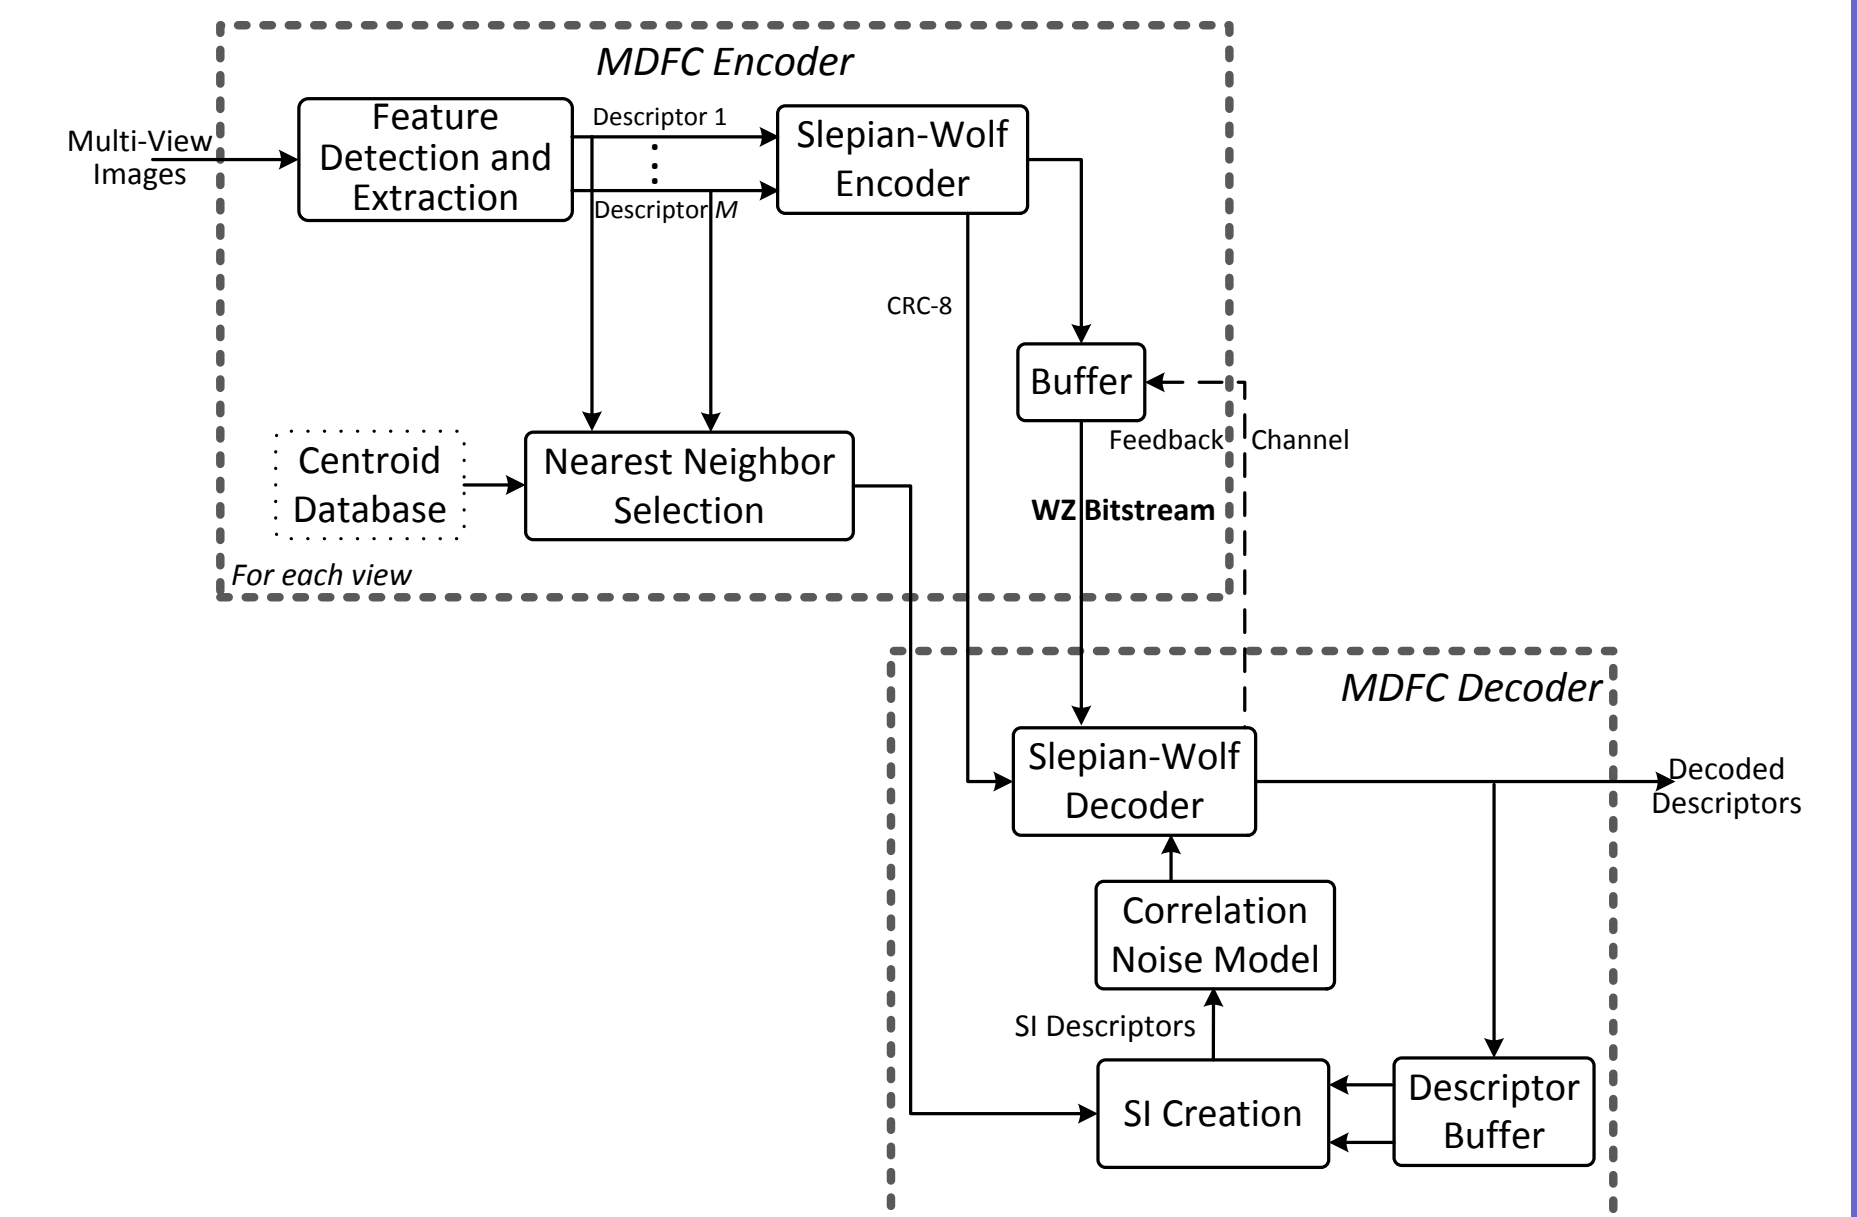 MDFC Encoder
Multi-View
Images
Feature
Detection and
Extraction
Descriptor 1
Descriptor M
Slepian-Wolf
Encoder
CRC-8
Buffer
Feedback Channel
Centroid
Database
Nearest Neighbor
Selection
WZ Bitstream
For each view
MDFC Decoder
Slepian-Wolf
Decoder
Decoded
Descriptors
Correlation
Noise Model
SI Descriptors
SI Creation
Descriptor
Buffer